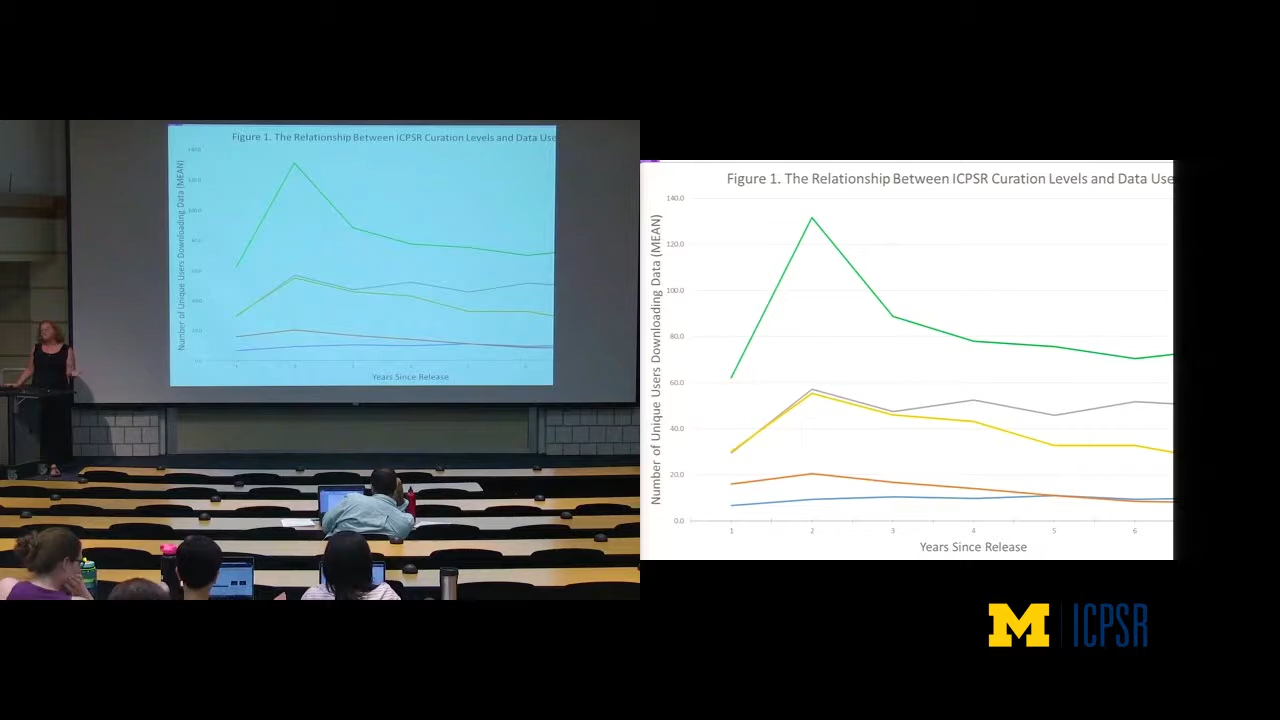 Figure 1. The Relationship Between ICPSR Curation Levels and Data Use
Number of Unique Users Downloading Data (MEAN)
Years Since Release
Figure 1. The Relationship Between ICPSR Curation Levels and Data Use
140.0
120.0
100.0
80.0
60.0
40.0
20.0
0.0
Number of Unique Users Downloading Data (MEAN)
1 2 3 4 5 6
Years Since Release
M ICPSR